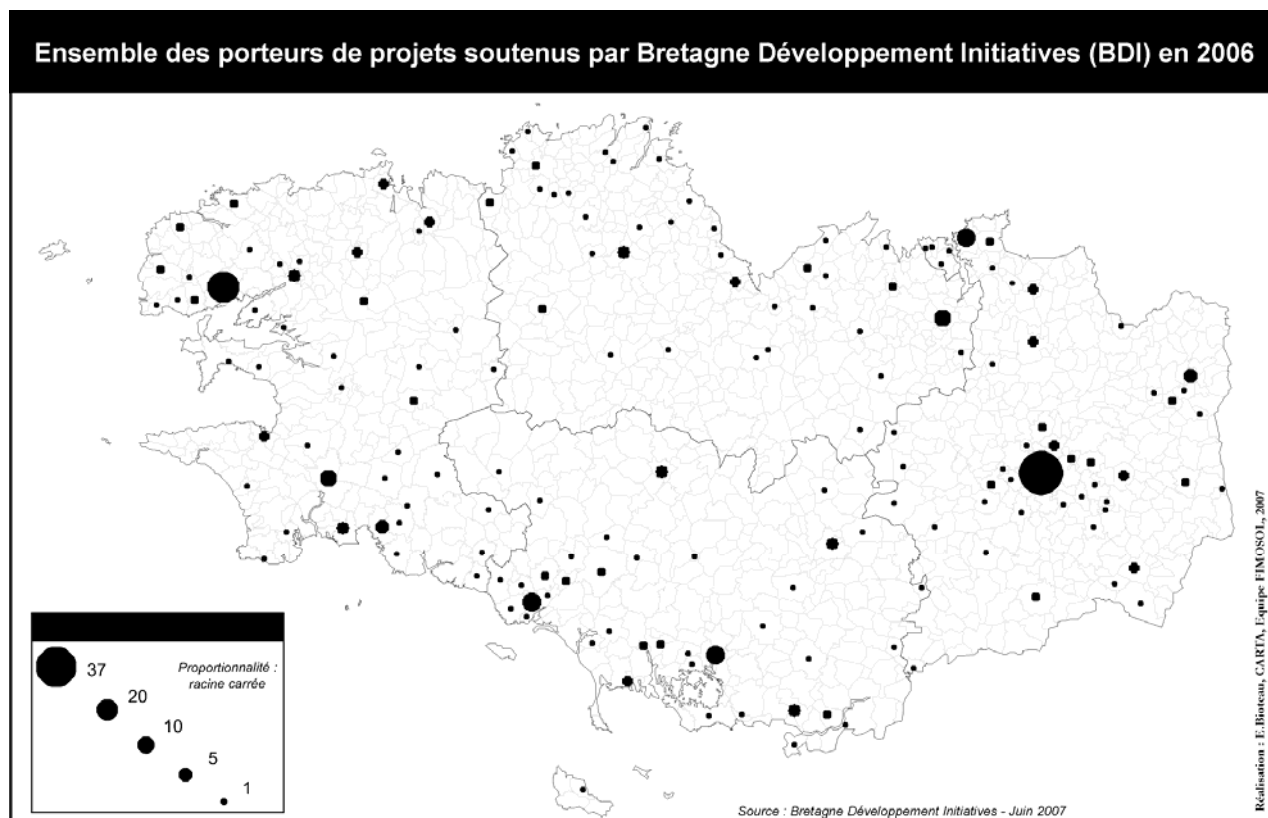 Ensemble des porteurs de projets soutenus par Bretagne Développement Initiatives (BDI) en 2006
37
20
10
5
1
Proportionnalité :
racine carrée
Source : Bretagne Développement Initiatives - Juin 2007
Réalisation : E.Bioteau, CARTA, Equipe FIMOSOL, 2007